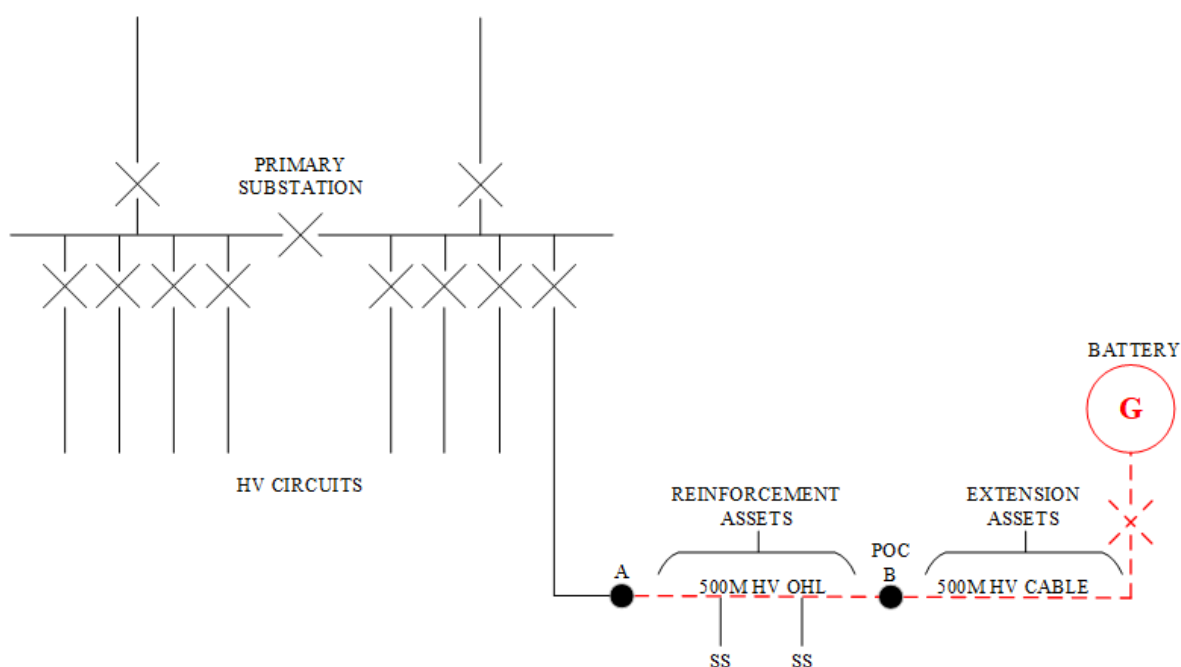 PRIMARY
SUBSTATION
HV CIRCUITS
BATTERY
G
REINFORCEMENT
ASSETS
EXTENSION
ASSETS
A
POC
B
500M HV OHL
500M HV CABLE
SS
SS